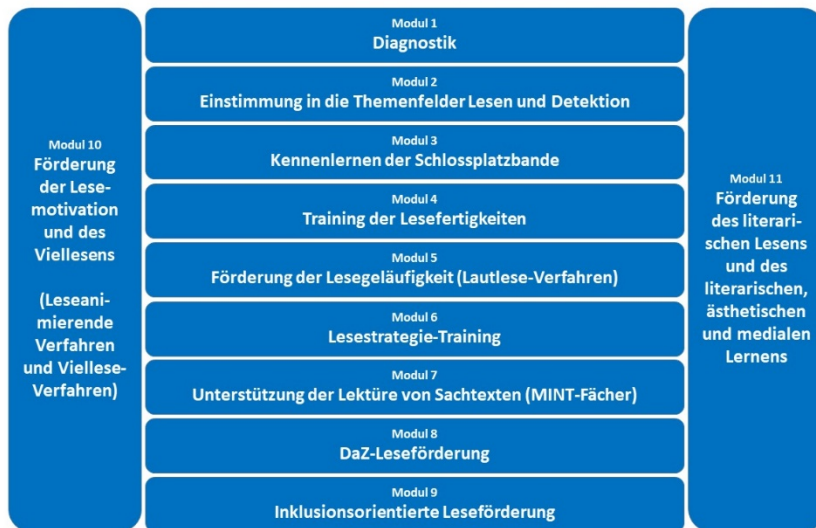 Modul 1
Diagnostik
Modul 2
Einstimmung in die Themenfelder Lesen und Detektion
Modul 3
Kennenlernen der Schlossplatzbande
Modul 4
Training der Lesefertigkeiten
Modul 5
Förderung der Lesegeläufigkeit (Lautlese-Verfahren)
Modul 6
Lesestrategie-Training
Modul 7
Unterstützung der Lektüre von Sachtexten (MINT-Fächer)
Modul 8
DaZ-Leseförderung
Modul 9
Inklusionsorientierte Leseförderung
Modul 10
Förderung
der Lese-
motivation
und des
Viellesens
(Leseani-
mierende
Verfahren
und Viellese-
Verfahren)
Modul 11
Förderung
des literari-
schen Lesens
und des
literarischen,
ästhetischen
und medialen
Lernens